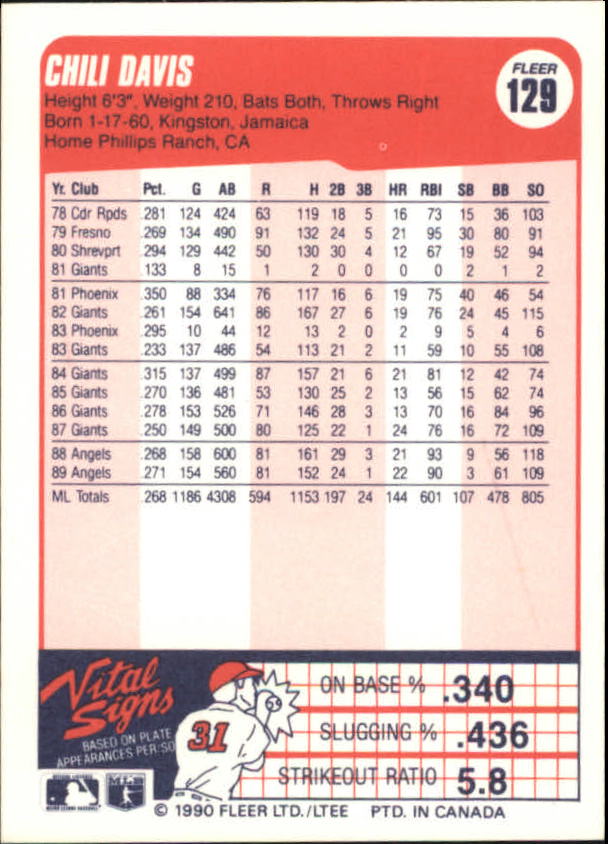 CHILI DAVIS
Height 6'3", Weight 210, Bats Both, Throws Right
Born 1-17-60, Kingston, Jamaica
Home Phillips Ranch, CA
FLEER
129
Yr. Club Pct. G AB R H 2B 3B HR RBI SB BB SO
78 Cdr Rpds .281 124 424 63 119 18 5 16 73 15 36 103
79 Fresno .269 134 490 91 132 24 5 21 95 30 80 91
80 Shrevprt .294 129 442 50 130 30 4 12 67 19 52 94
81 Giants .133 8 15 1 2 0 0 0 0 2 1 2
81 Phoenix .350 88 334 76 117 16 6 19 75 40 46 54
82 Giants .261 154 641 86 167 27 6 19 76 24 45 115
83 Phoenix .295 10 44 12 13 2 0 2 9 5 4 6
83 Giants .233 137 486 54 113 21 2 11 59 10 55 108
84 Giants .315 137 499 87 157 21 6 21 81 12 42 74
85 Giants .270 136 481 53 130 25 2 13 56 15 62 74
86 Giants .278 153 526 71 146 28 3 13 70 16 84 96
87 Giants .250 149 500 80 125 22 1 24 76 16 72 109
88 Angels .268 158 600 81 161 29 3 21 93 9 56 118
89 Angels .271 154 560 81 152 24 1 22 90 3 61 109
ML Totals .268 1186 4308 594 1153 197 24 144 601 107 478 805
Vital
Signs
BASED ON PLATE
APPEARANCES PER/SO
31
ON BASE % .340
SLUGGING % .436
STRIKEOUT RATIO 5.8
© 1990 FLEER LTD./LTEE PTD. IN CANADA